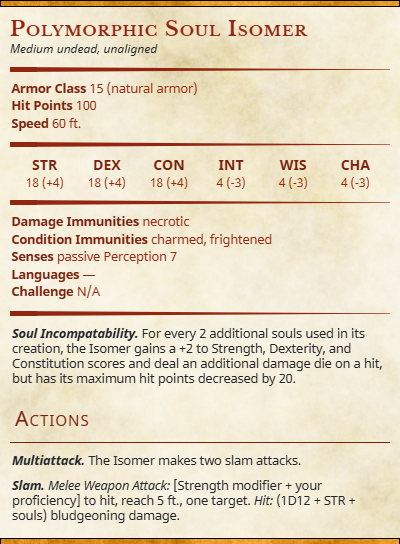 Polymorphic Soul Isomer
Medium undead, unaligned
Armor Class 15 (natural armor)
Hit Points 100
Speed 60 ft.
STR DEX CON INT WIS CHA
18 (+4) 18 (+4) 18 (+4) 4 (-3) 4 (-3) 4 (-3)
Damage Immunities necrotic
Condition Immunities charmed, frightened
Senses passive Perception 7
Languages —
Challenge N/A
Soul Incompatability. For every 2 additional souls used in its
creation, the Isomer gains a +2 to Strength, Dexterity, and
Constitution scores and deal an additional damage die on a hit,
but has its maximum hit points decreased by 20.
Actions
Multiattack. The Isomer makes two slam attacks.
Slam. Melee Weapon Attack: [Strength modifier + your
proficiency] to hit, reach 5 ft., one target. Hit: (1D12 + STR +
souls) bludgeoning damage.